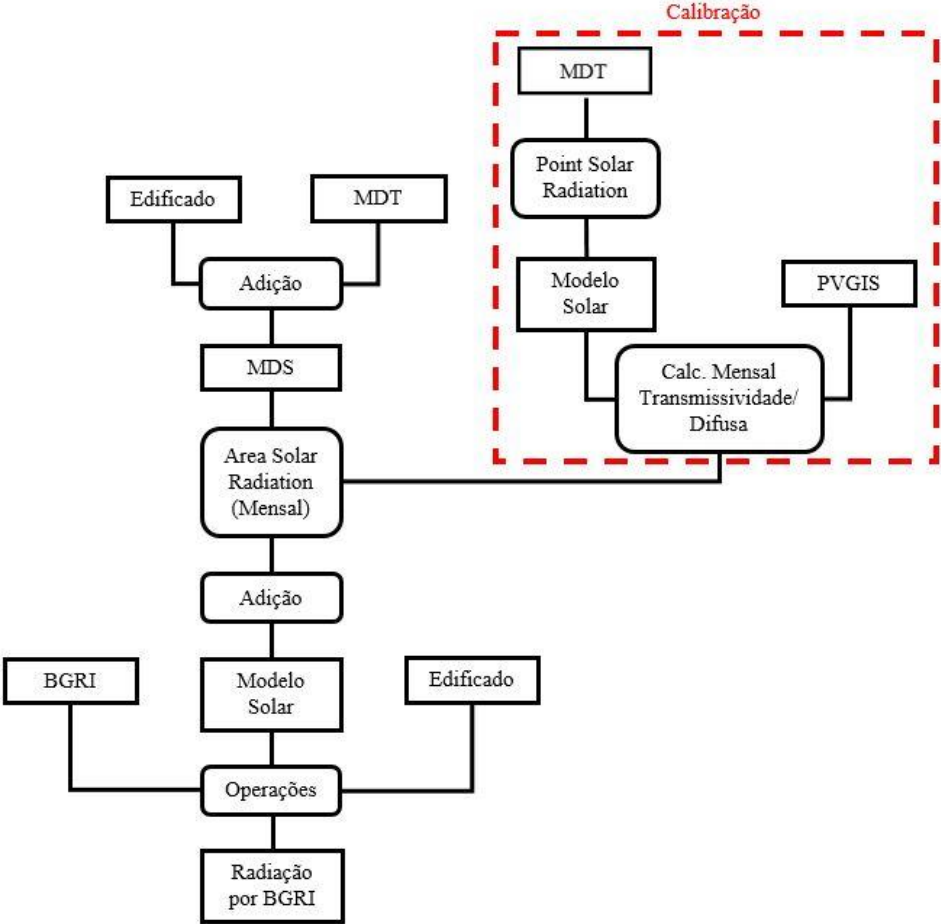 Calibração
MDT
Point Solar
Radiation
Edificado
MDT
Adição
Modelo
Solar
PVGIS
MDS
Calc. Mensal
Transmissividade/
Difusa
Area Solar
Radiation
(Mensal)
Adição
BGRI
Modelo
Solar
Edificado
Operações
Radiação
por BGRI